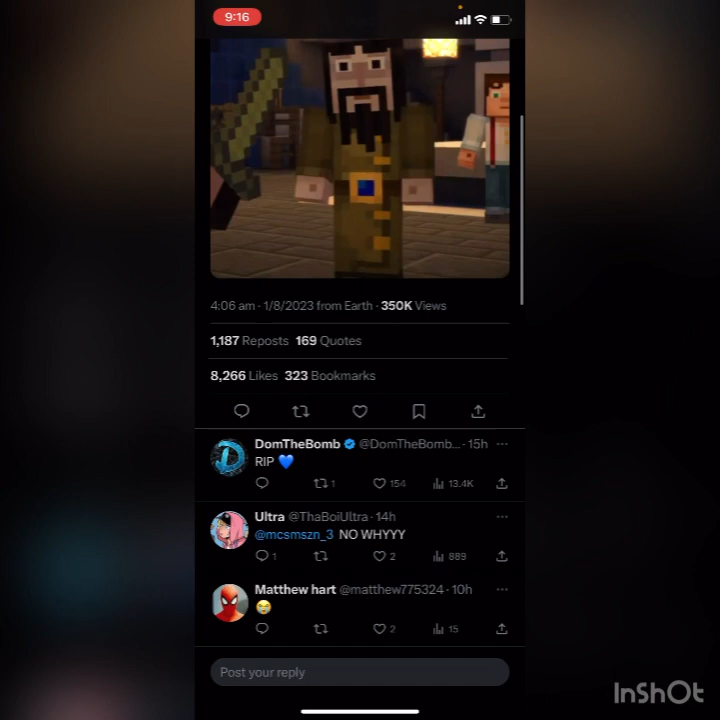 9:16
4:06 am · 1/8/2023 from Earth · 350K Views
1,187 Reposts 169 Quotes
8,266 Likes 323 Bookmarks
DomTheBomb @DomTheBomb... · 15h
RIP 💙
1 154 13.4K
Ultra @ThaBoiUltra · 14h
@mcsmszn_3 NO WHYYY
1 2 889
Matthew hart @matthew775324 · 10h
😭
2 15
Post your reply
InShOt